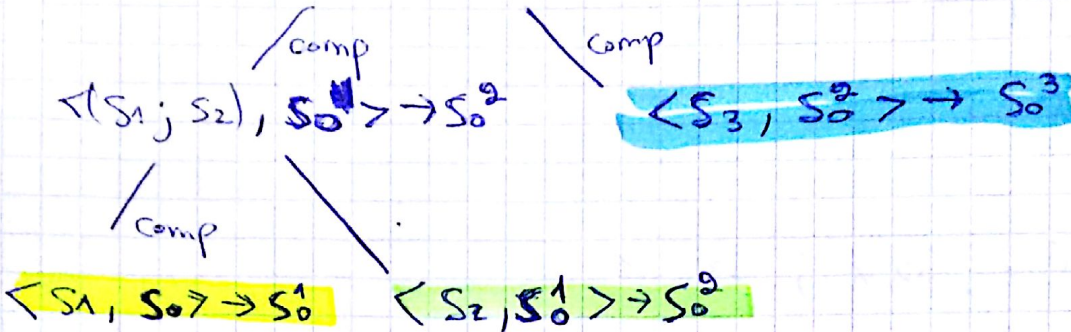 comp comp
<(S1; S2), S0> → S0^2 <S3, S0^2> → S0^3
comp
<S1, S0> → S0^1 <S2, S0^1> → S0^2